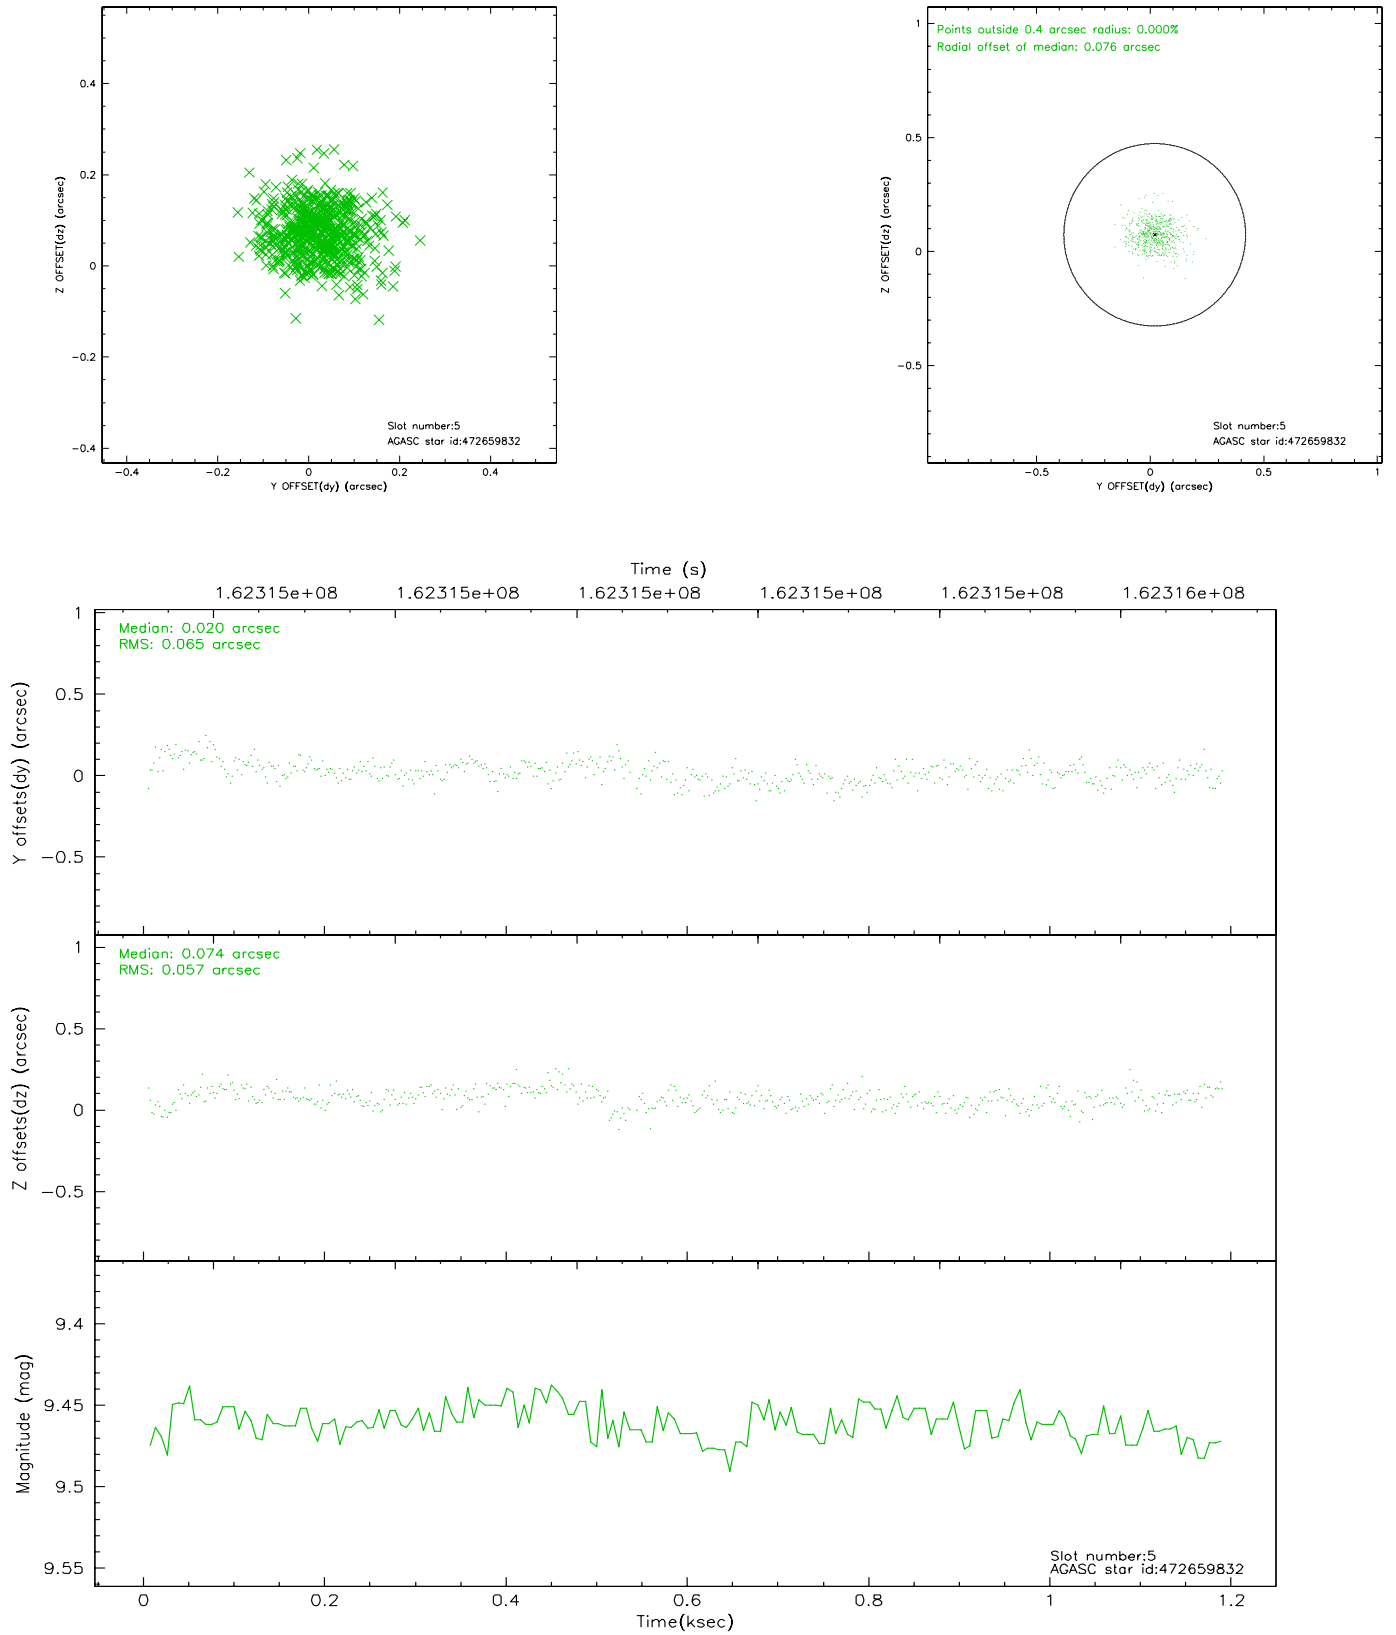 0.4
0.2
0
−0.2
−0.4
Z OFFSET(dz) (arcsec)
Slot number:5
AGASC star id:472659832
−0.4
−0.2
0
0.2
0.4
Y OFFSET(dy) (arcsec)
Points outside 0.4 arcsec radius: 0.000%
Radial offset of median: 0.076 arcsec
1
0.5
0
−0.5
Z OFFSET(dz) (arcsec)
Slot number:5
AGASC star id:472659832
−0.5
0
0.5
1
Y OFFSET(dy) (arcsec)
Time (s)
1.62315e+08
1.62315e+08
1.62315e+08
1.62315e+08
1.62315e+08
1.62316e+08
Median: 0.020 arcsec
RMS: 0.065 arcsec
1
0.5
0
−0.5
Y offsets(dy) (arcsec)
Median: 0.074 arcsec
RMS: 0.057 arcsec
1
0.5
0
−0.5
Z offsets(dz) (arcsec)
9.4
9.45
9.5
9.55
Magnitude (mag)
Slot number:5
AGASC star id:472659832
0
0.2
0.4
0.6
0.8
1
1.2
Time(ksec)